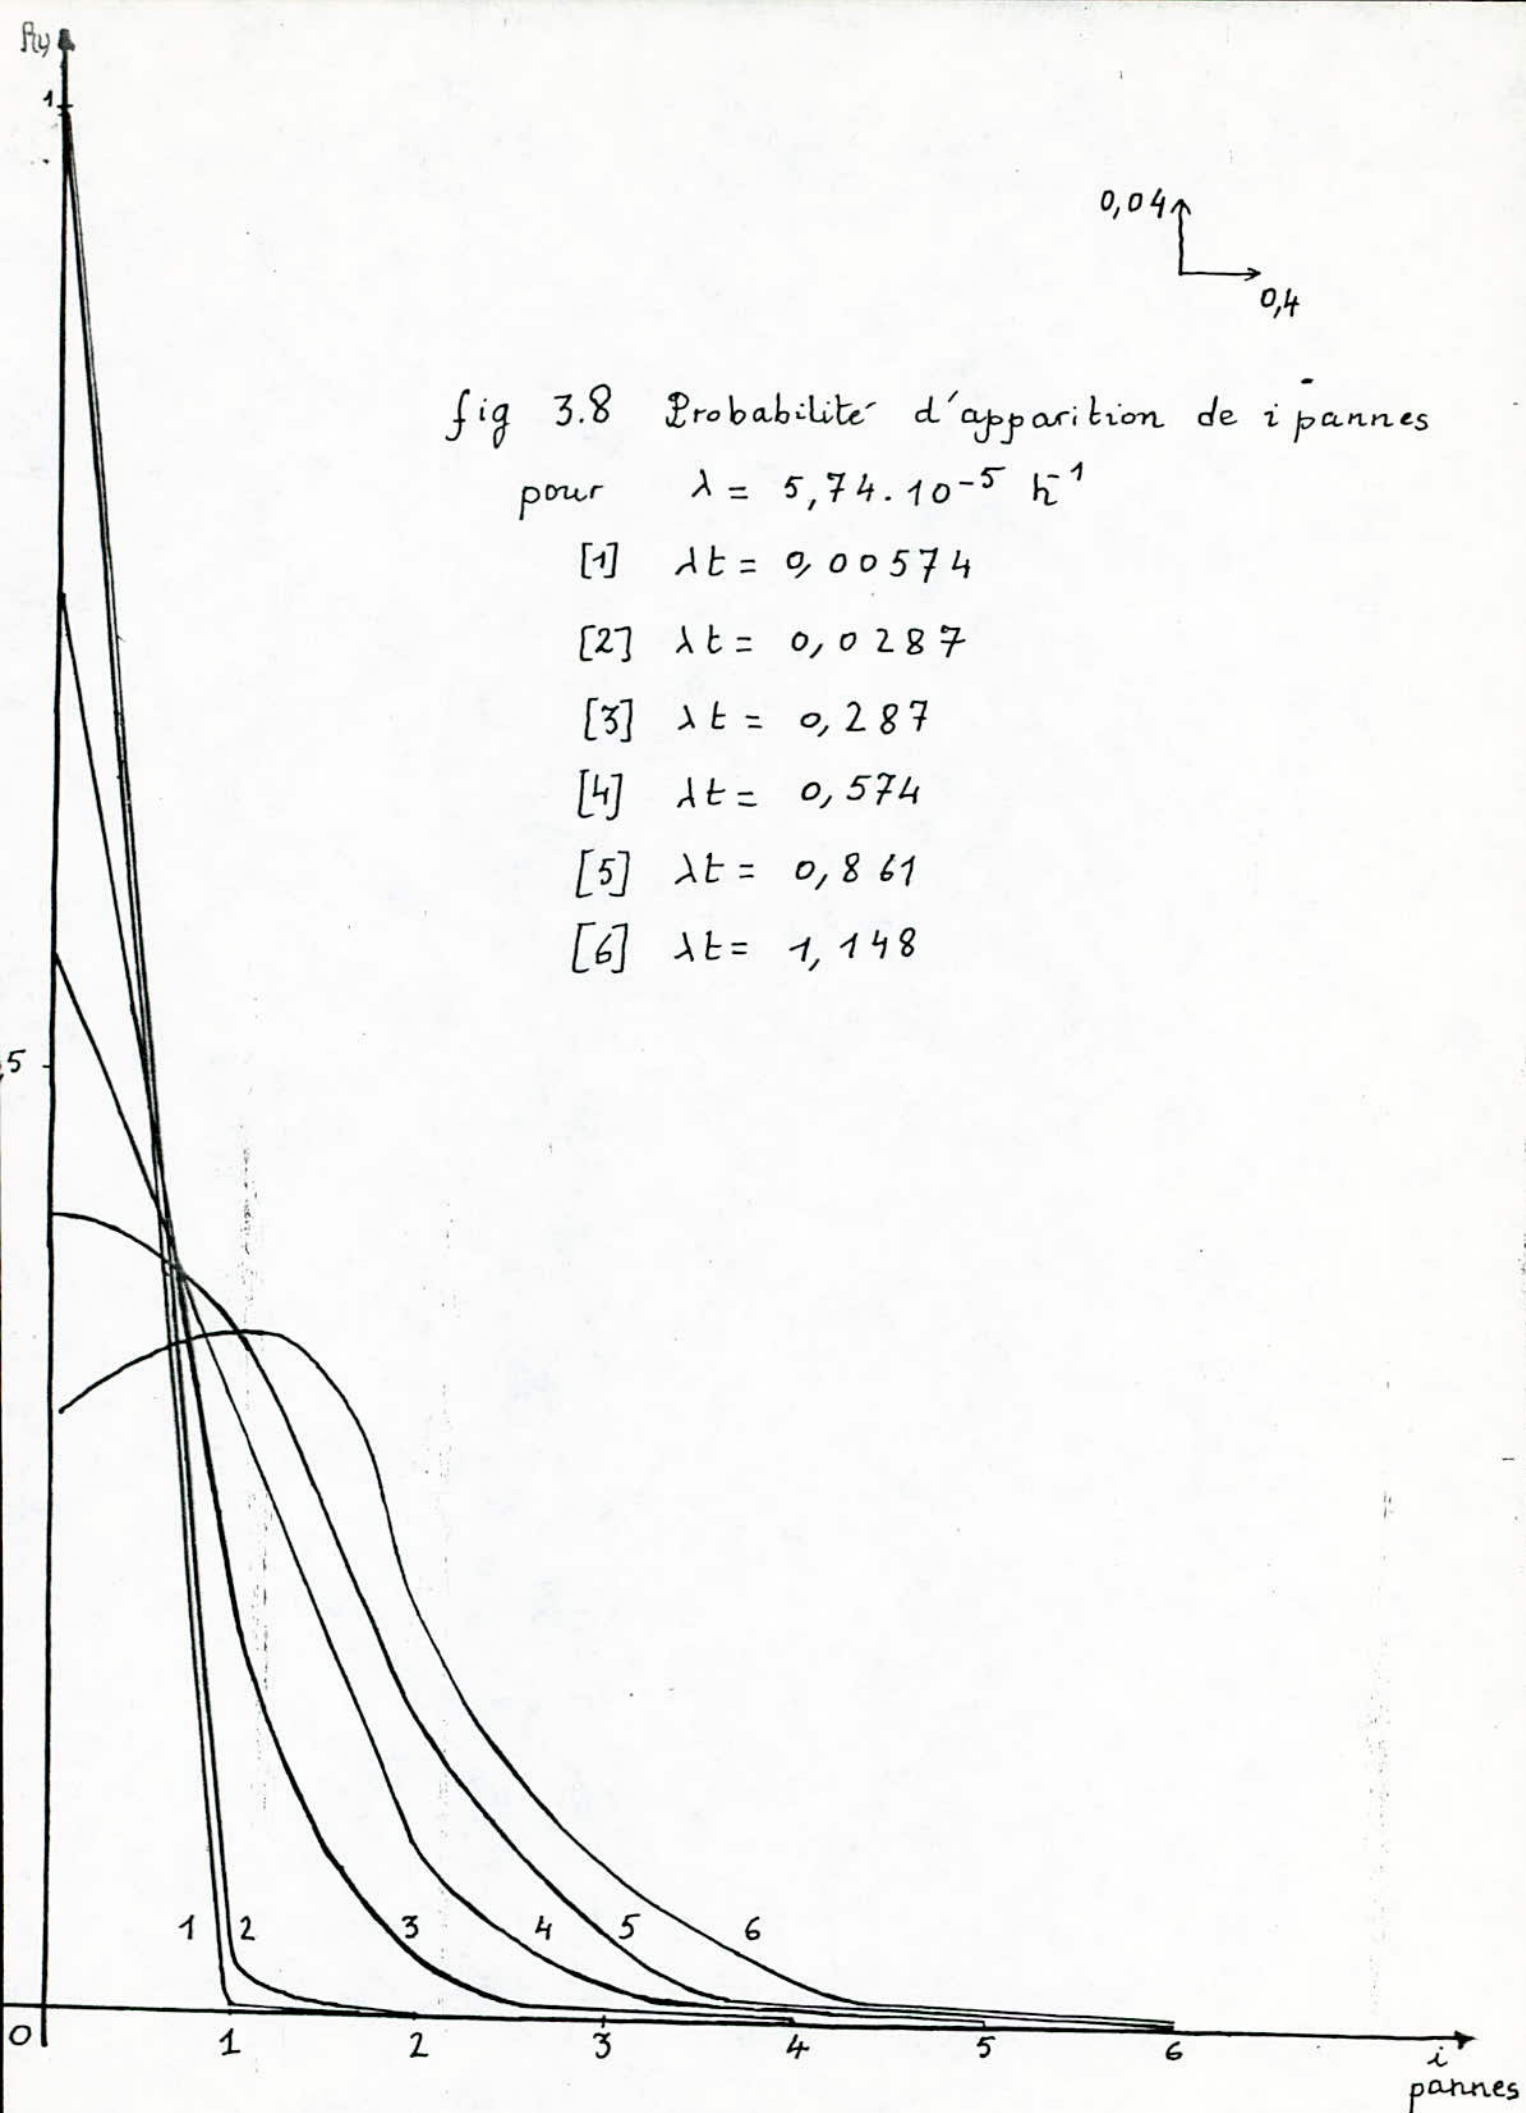 1
0,04
0,4
fig 3.8 Probabilité d'apparition de i pannes
pour λ = 5,74.10⁻⁵ h⁻¹
[1] λt = 0,00574
[2] λt = 0,0287
[3] λt = 0,287
[4] λt = 0,574
[5] λt = 0,861
[6] λt = 1,148
,5
1 2 3 4 5 6
0 1 2 3 4 5 6 i
pannes